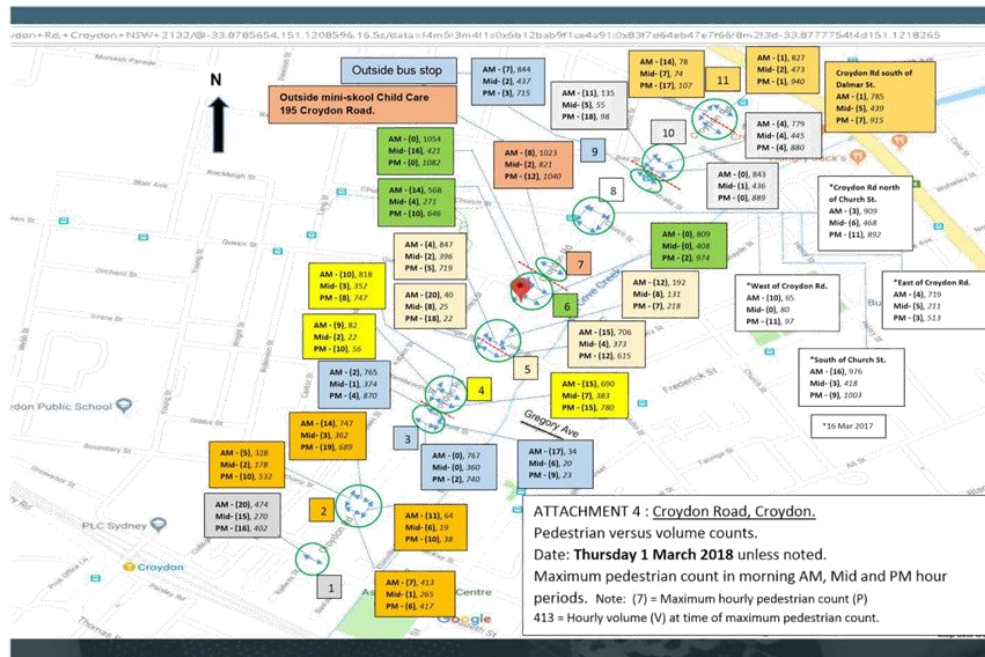 N
Outside bus stop
Outside mini-skool Child Care
195 Croydon Road.
AM - (7), 844
Mid- (2), 437
PM - (3), 715
AM - (11), 135
Mid- (5), 55
PM - (18), 98
AM - (14), 78
Mid- (7), 74
PM - (17), 107
11
AM - (1), 827
Mid- (2), 473
PM - (1), 940
Croydon Rd south of
Dalmar St.
AM - (1), 785
Mid- (5), 439
PM - (7), 915
AM - (0), 1054
Mid- (16), 421
PM - (0), 1082
AM - (8), 1023
Mid- (2), 821
PM - (12), 1040
9
10
AM - (4), 779
Mid- (4), 445
PM - (4), 880
AM - (14), 568
Mid- (4), 271
PM - (10), 646
8
AM - (0), 843
Mid- (1), 436
PM - (0), 889
*Croydon Rd north
of Church St.
AM - (3), 909
Mid - (6), 468
PM - (11), 892
AM - (4), 847
Mid- (2), 396
PM - (5), 719
7
AM - (0), 809
Mid- (0), 408
PM - (2), 974
AM - (10), 818
Mid- (3), 352
PM - (8), 747
AM - (20), 40
Mid - (8), 25
PM - (18), 22
6
AM - (12), 192
Mid - (8), 131
PM - (7), 218
*West of Croydon Rd.
AM - (10), 65
Mid - (0), 80
PM - (11), 97
*East of Croydon Rd.
AM - (4), 719
Mid- (5), 211
PM - (3), 513
AM - (9), 82
Mid - (2), 22
PM - (10), 56
5
AM - (15), 706
Mid - (4), 373
PM - (12), 615
*South of Church St.
AM - (16), 976
Mid - (3), 418
PM - (9), 1003
AM - (2), 765
Mid- (1), 374
PM - (4), 870
4
AM - (15), 690
Mid - (7), 383
PM - (15), 780
*16 Mar 2017
AM - (14), 747
Mid- (3), 362
PM - (19), 689
3
Gregory Ave
AM - (5), 328
Mid - (2), 178
PM - (10), 532
AM - (0), 767
Mid (0), 360
PM - (2), 740
AM - (17), 34
Mid - (6), 20
PM - (9), 23
AM - (20), 474
Mid- (15), 270
PM - (16), 402
2
AM - (11), 64
Mid - (6), 19
PM - (10), 38
1
AM - (7), 413
Mid- (1), 265
PM - (6), 417
ATTACHMENT 4 : Croydon Road, Croydon.
Pedestrian versus volume counts.
Date: Thursday 1 March 2018 unless noted.
Maximum pedestrian count in morning AM, Mid and PM hour
periods. Note: (7) = Maximum hourly pedestrian count (P)
413 = Hourly volume (V) at time of maximum pedestrian count.
Monash Parade
Rockleigh St
Blair Ave
Queen St
Orchard St
Frederick St
PLC Sydney
Croydon
Google